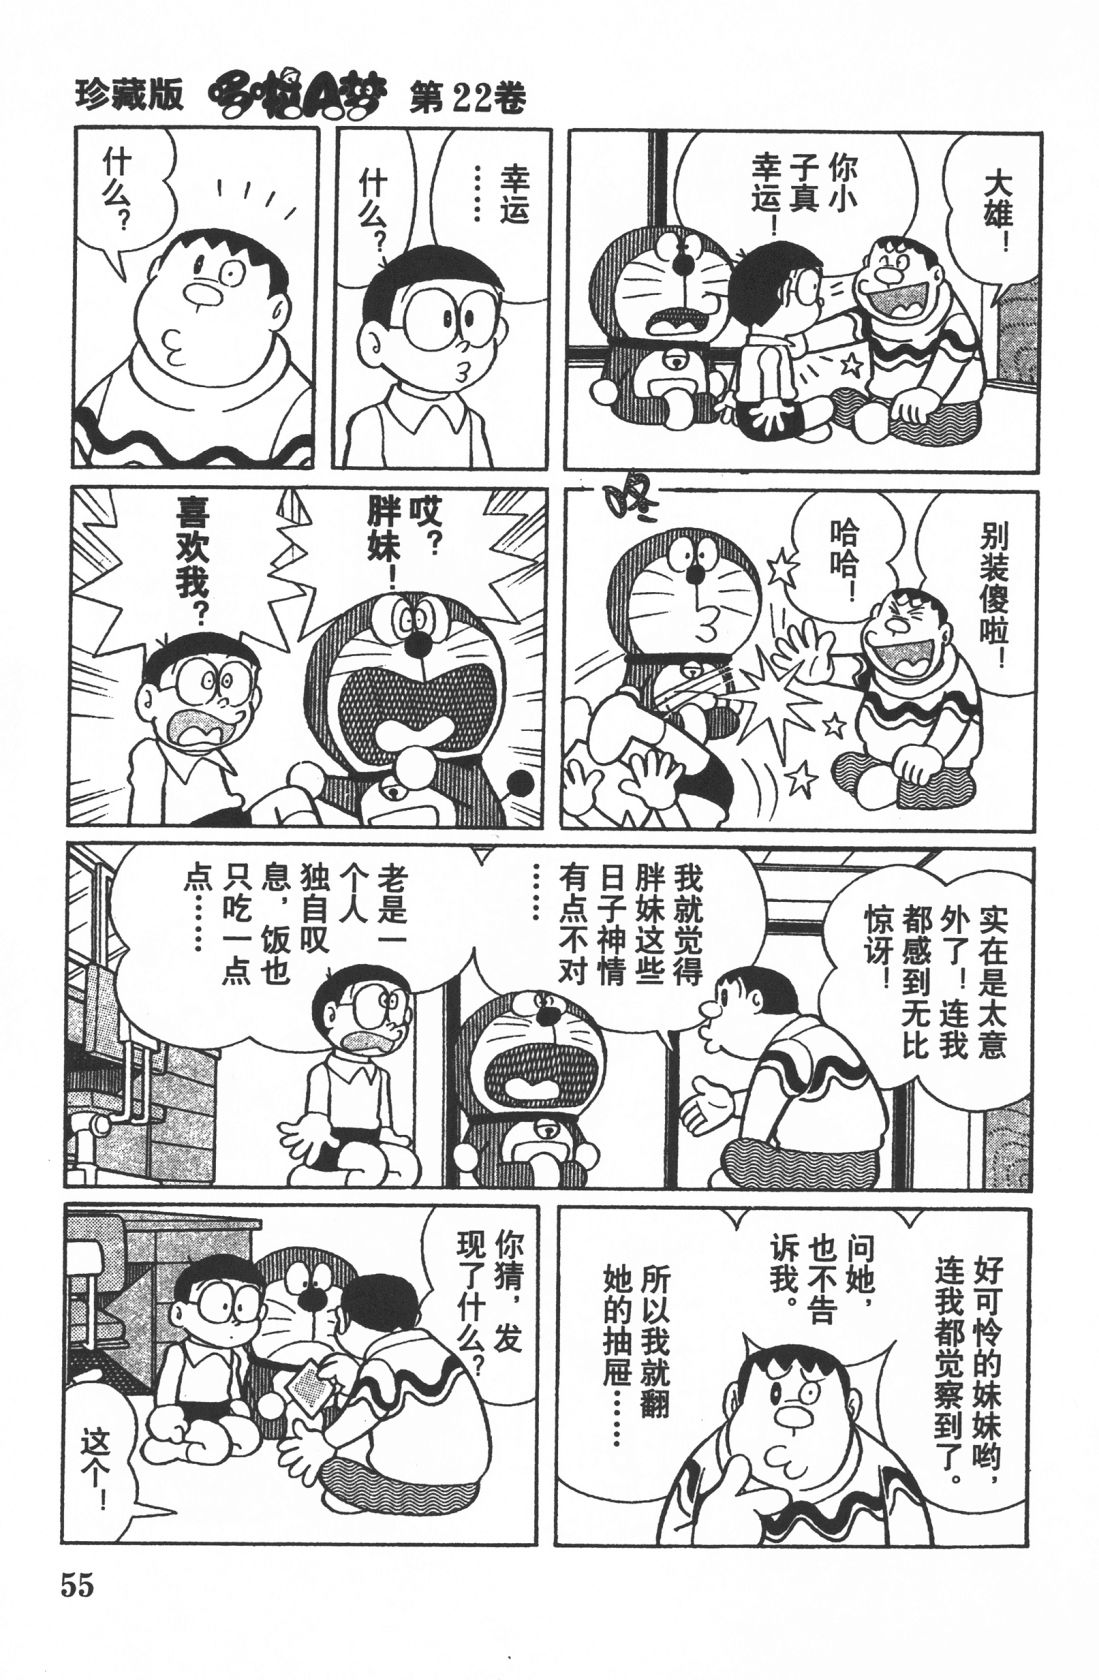 珍藏版 哆啦A梦 第22卷
大雄！
你小
子真
幸运！
幸运
……
什么？
什么？
别装傻啦！
哈哈！
咚
哎？
胖妹！
喜欢我？
实在是太意
外了！连我
都感到无比
惊讶！
我就觉得
胖妹这些
日子神情
有点不对
……
老是一
个人
独自叹
息，饭也
只吃一点
点……
好可怜的妹妹哟，
连我都觉察到了。
问她，
也不告
诉我。
所以我就翻
她的抽屉……
你猜，发
现了什么？
这个！
55